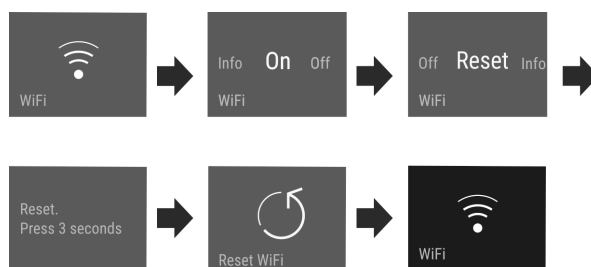 WiFi
Info On Off
WiFi
Off Reset Info
WiFi
Reset.
Press 3 seconds
Reset WiFi
WiFi